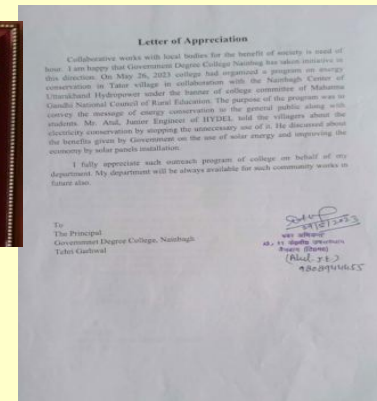 Letter of Appreciation
Collaborative works with local bodies for the benefit of society is need of
hour. I am happy that Government Degree College Nainbag has taken initiative in
this direction. On May 26, 2023 college had organized a program on energy
conservation in Tator village in collaboration with the Nainbagh Center of
Uttarakhand Hydropower under the banner of college committee of Mahatma
Gandhi National Council of Rural Education. The purpose of the program was to
convey the message of energy conservation to the general public along with
students. Mr. Atul, Junior Engineer of HYDEL told the villagers about the
electricity conservation by stopping the unnecessary use of it. He discussed about
the benefits given by Government on the use of solar energy and improving the
economy by solar panels installation.
I fully appreciate such outreach program of college on behalf of my
department. My department will be always available for such community works in
future also.
To
The Principal
Government Degree College, Nainbagh
Tehri Garhwal
अवर अभियन्ता